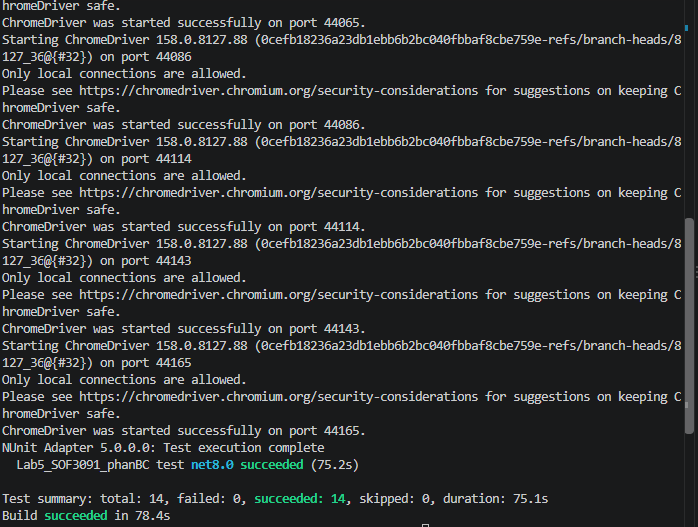 hromeDriver safe.
ChromeDriver was started successfully on port 44065.
Starting ChromeDriver 158.0.8127.88 (0cefb18236a23db1ebb6b2bc040fbbaf8cbe759e-refs/branch-heads/8
127_36@{#32}) on port 44086
Only local connections are allowed.
Please see https://chromedriver.chromium.org/security-considerations for suggestions on keeping C
hromeDriver safe.
ChromeDriver was started successfully on port 44086.
Starting ChromeDriver 158.0.8127.88 (0cefb18236a23db1ebb6b2bc040fbbaf8cbe759e-refs/branch-heads/8
127_36@{#32}) on port 44114
Only local connections are allowed.
Please see https://chromedriver.chromium.org/security-considerations for suggestions on keeping C
hromeDriver safe.
ChromeDriver was started successfully on port 44114.
Starting ChromeDriver 158.0.8127.88 (0cefb18236a23db1ebb6b2bc040fbbaf8cbe759e-refs/branch-heads/8
127_36@{#32}) on port 44143
Only local connections are allowed.
Please see https://chromedriver.chromium.org/security-considerations for suggestions on keeping C
hromeDriver safe.
ChromeDriver was started successfully on port 44143.
Starting ChromeDriver 158.0.8127.88 (0cefb18236a23db1ebb6b2bc040fbbaf8cbe759e-refs/branch-heads/8
127_36@{#32}) on port 44165
Only local connections are allowed.
Please see https://chromedriver.chromium.org/security-considerations for suggestions on keeping C
hromeDriver safe.
ChromeDriver was started successfully on port 44165.
NUnit Adapter 5.0.0.0: Test execution complete
  Lab5_SOF3091_phanBC test net8.0 succeeded (75.2s)

Test summary: total: 14, failed: 0, succeeded: 14, skipped: 0, duration: 75.1s
Build succeeded in 78.4s